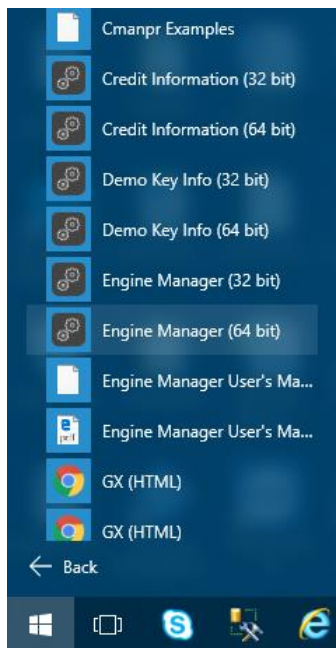 Cmanpr Examples
Credit Information (32 bit)
Credit Information (64 bit)
Demo Key Info (32 bit)
Demo Key Info (64 bit)
Engine Manager (32 bit)
Engine Manager (64 bit)
Engine Manager User's Ma...
Engine Manager User's Ma...
GX (HTML)
GX (HTML)
Back